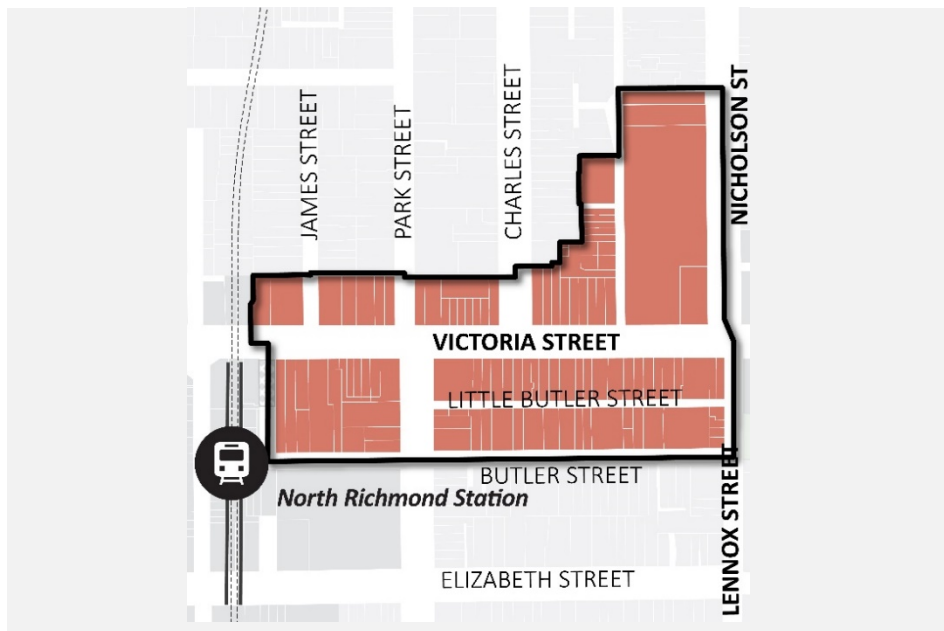 JAMES STREET
PARK STREET
CHARLES STREET
NICHOLSON ST
VICTORIA STREET
LITTLE BUTLER STREET
BUTLER STREET
North Richmond Station
LENNOX STREET
ELIZABETH STREET